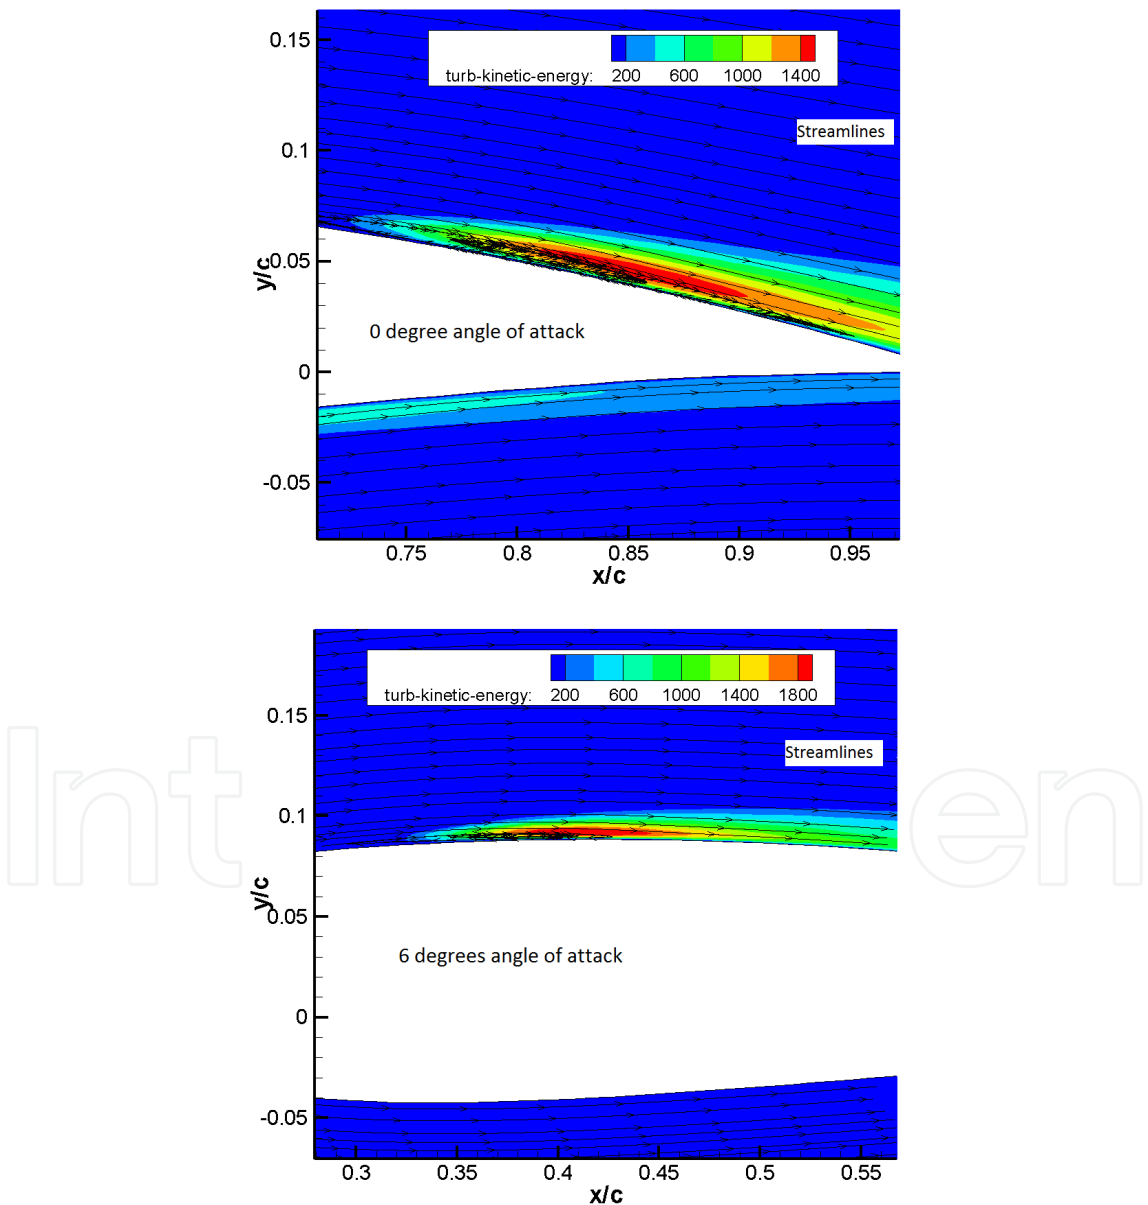 0.15
turb-kinetic-energy: 200 600 1000 1400
Streamlines
0.1
0.05
y/c
0 degree angle of attack
0
-0.05
0.75 0.8 0.85 0.9 0.95
x/c
turb-kinetic-energy: 200 600 1000 1400 1800
0.15
Streamlines
Int en
0.1
y/c
0.05
6 degrees angle of attack
0
-0.05
0.3 0.35 0.4 0.45 0.5 0.55
x/c